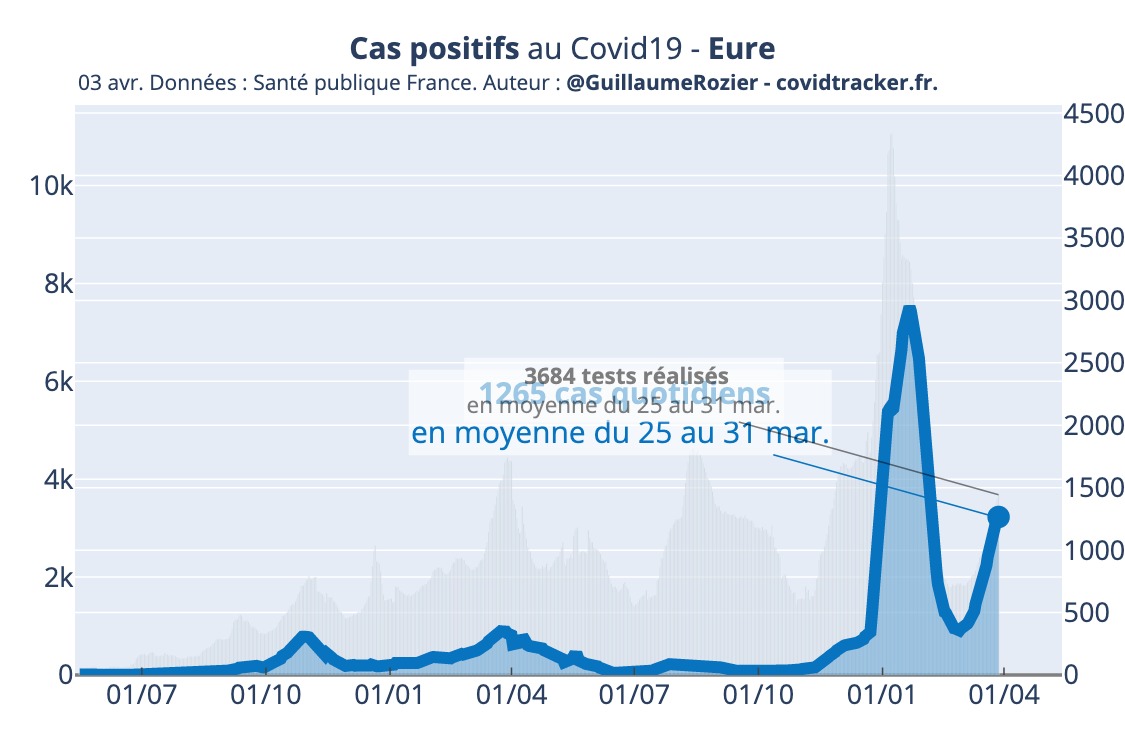 Cas positifs au Covid19 - Eure
03 avr. Données : Santé publique France. Auteur : @GuillaumeRozier - covidtracker.fr.
4500
10k
4000
3500
8k
3000
2500
6k
3684 tests réalisés
1265 cas quotidiens
en moyenne du 25 au 31 mar.
en moyenne du 25 au 31 mar.
2000
4k
1500
1000
2k
500
0
0
01/07
01/10
01/01
01/04
01/07
01/10
01/01
01/04